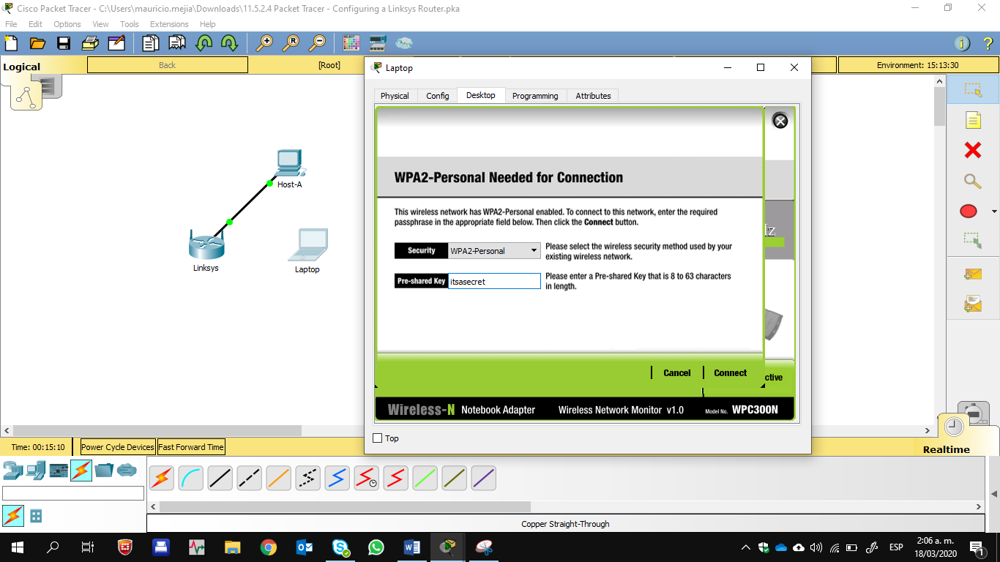 Cisco Packet Tracer - C:\Users\mauricio.mejia\Downloads\11.5.2.4 Packet Tracer - Configuring a Linksys Router.pka
File Edit Options View Tools Extensions Help
Logical
Back
[Root]
Environment: 15:13:30
Laptop
Physical Config Desktop Programming Attributes
WPA2-Personal Needed for Connection
This wireless network has WPA2-Personal enabled. To connect to this network, enter the required
passphrase in the appropriate field below. Then click the Connect button.
Security WPA2-Personal
Please select the wireless security method used by your
existing wireless network.
Pre-shared Key itsasecret
Please enter a Pre-shared Key that is 8 to 63 characters
in length.
Hz
Cancel Connect
ctive
Wireless-N Notebook Adapter Wireless Network Monitor v1.0 Model No. WPC300N
Top
Host-A
Linksys
Laptop
Time: 00:15:10 Power Cycle Devices Fast Forward Time
Realtime
Copper Straight-Through
ESP
2:06 a. m.
18/03/2020
1